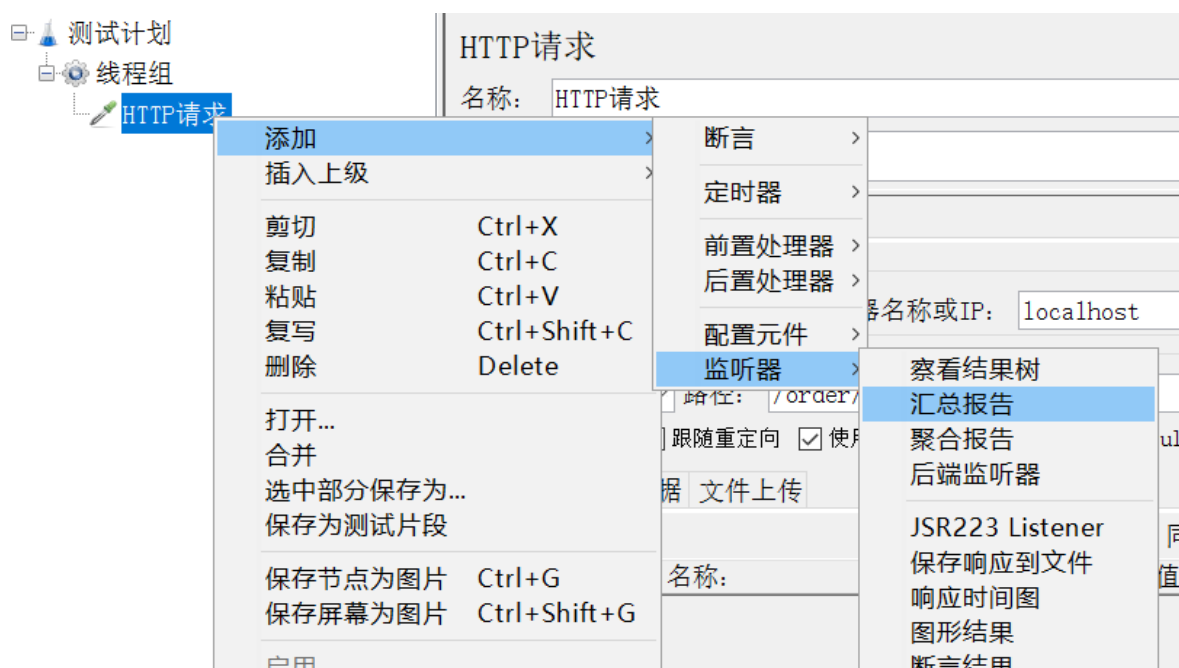 测试计划
线程组
HTTP请求
HTTP请求
名称: HTTP请求
添加
插入上级
剪切 Ctrl+X
复制 Ctrl+C
粘贴 Ctrl+V
复写 Ctrl+Shift+C
删除 Delete
打开...
合并
选中部分保存为...
保存为测试片段
保存节点为图片 Ctrl+G
保存屏幕为图片 Ctrl+Shift+G
启用
断言
定时器
前置处理器
后置处理器
配置元件
监听器
器名称或IP: localhost
路径: /order/
跟随重定向 使用
据 文件上传
名称: 值
察看结果树
汇总报告
聚合报告
后端监听器
JSR223 Listener
保存响应到文件
响应时间图
图形结果
断言结果